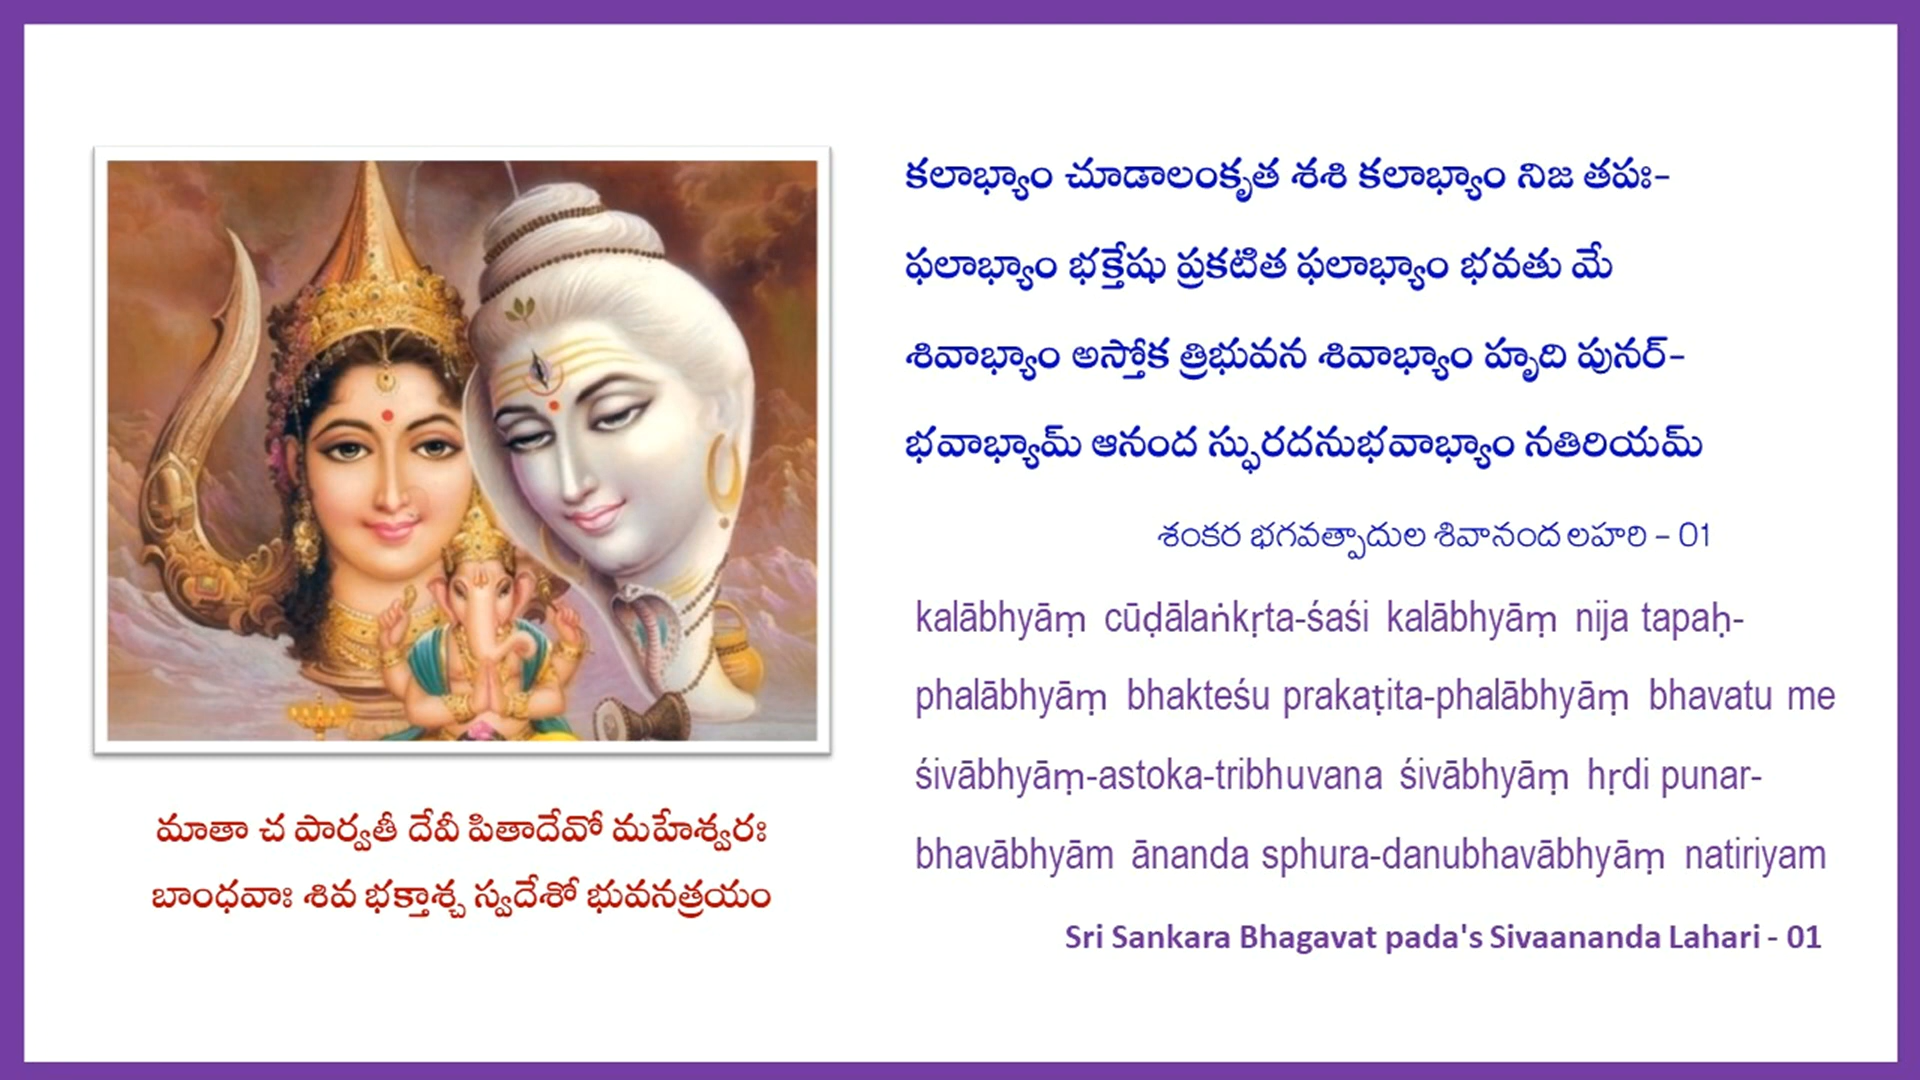 కలాభ్యాం చూడాలంకృత శశి కలాభ్యాం నిజ తపః-
ఫలాభ్యాం భక్తేషు ప్రకటిత ఫలాభ్యాం భవతు మే
శివాభ్యాం అస్తోక త్రిభువన శివాభ్యాం హృది పునర్-
భవాభ్యామ్ ఆనంద స్ఫురదనుభవాభ్యాం నతిరియమ్
శంకర భగవత్పాదుల శివానంద లహరి - 01
kalābhyāṃ cūḍālaṅkṛta-śaśi kalābhyāṃ nija tapaḥ-
phalābhyāṃ bhakteśu prakaṭita-phalābhyāṃ bhavatu me
śivābhyāṃ-astoka-tribhuvana śivābhyāṃ hṛdi punar-
bhavābhyām ānanda sphura-danubhavābhyāṃ natiriyam
Sri Sankara Bhagavat pada's Sivaananda Lahari - 01
మాతా చ పార్వతీ దేవీ పితాదేవో మహేశ్వరః
బాంధవాః శివ భక్తాశ్చ స్వదేశో భువనత్రయం